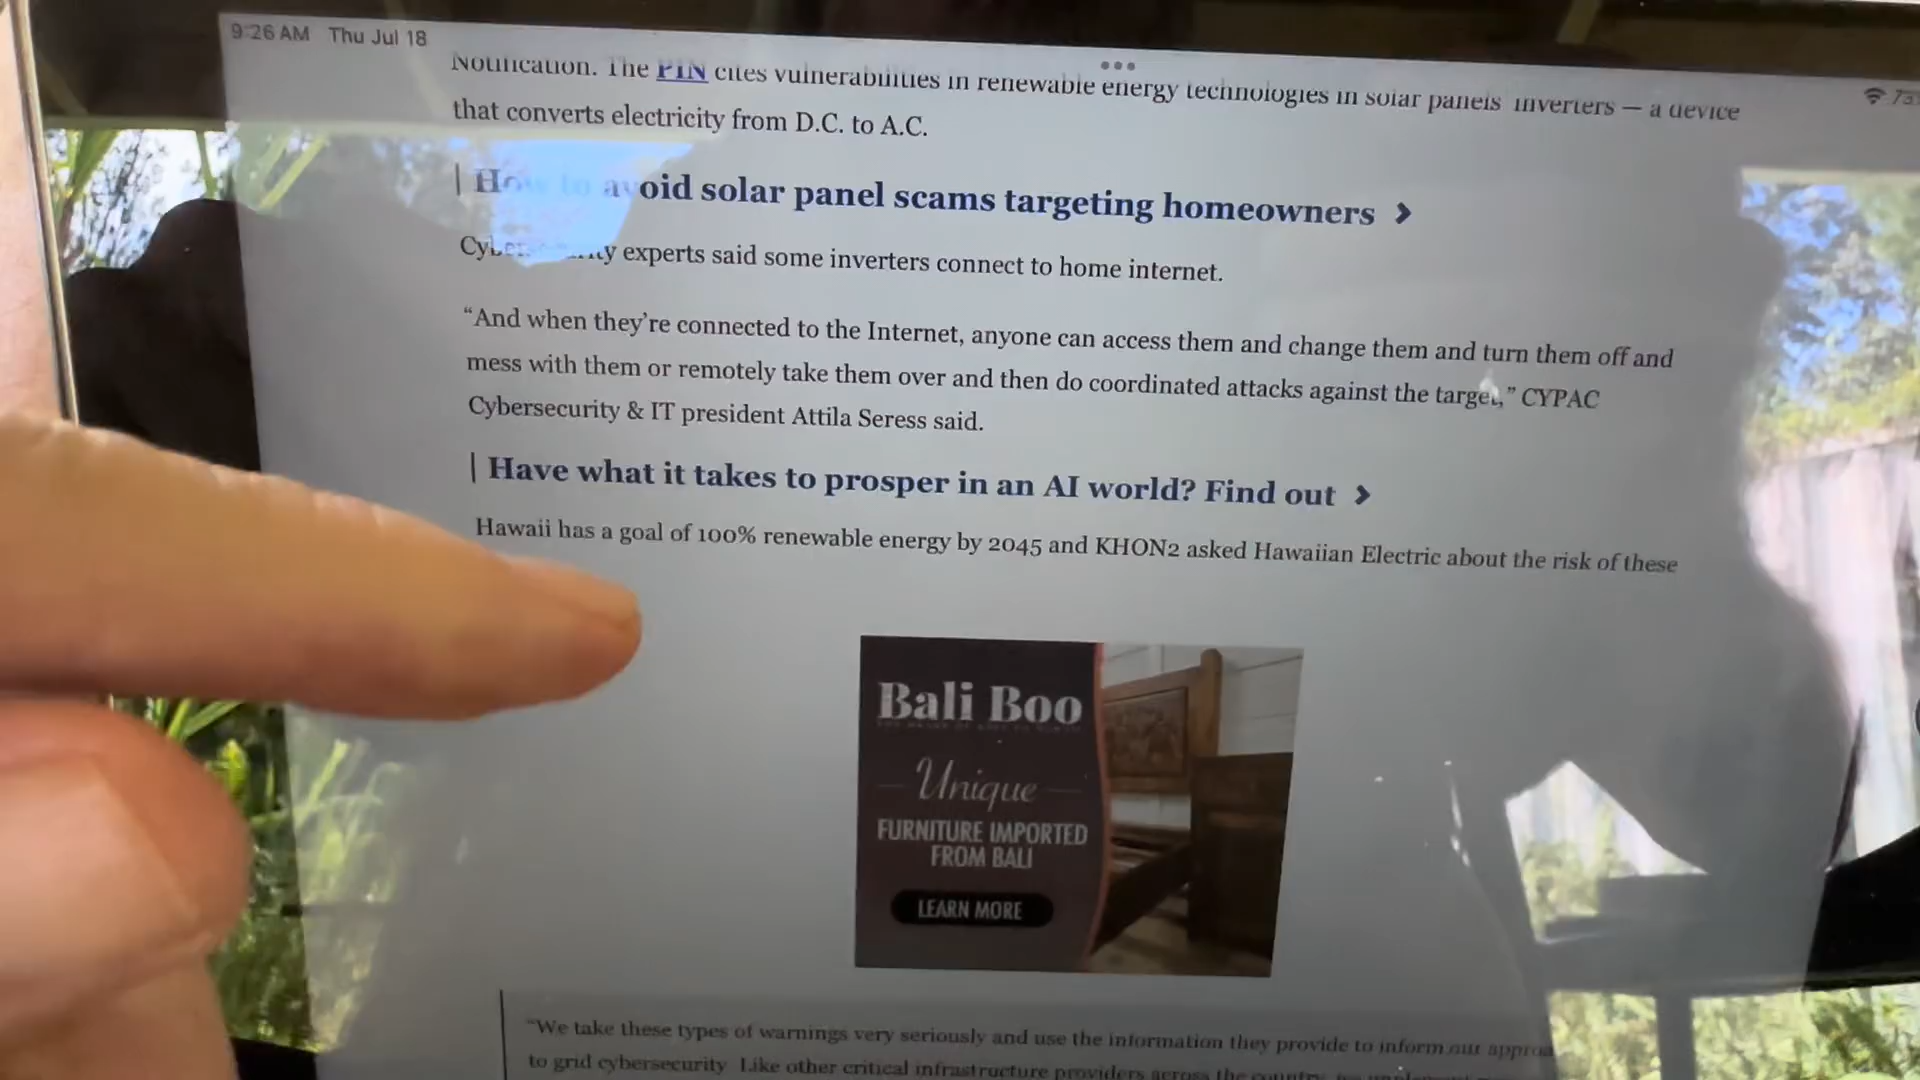 9:26 AM Thu Jul 18
Notification. The PIN cites vulnerabilities in renewable energy technologies in solar panels inverters — a device
that converts electricity from D.C. to A.C.
| How to avoid solar panel scams targeting homeowners >
Cybersecurity experts said some inverters connect to home internet.
“And when they’re connected to the Internet, anyone can access them and change them and turn them off and
mess with them or remotely take them over and then do coordinated attacks against the target,” CYPAC
Cybersecurity & IT president Attila Seress said.
| Have what it takes to prosper in an AI world? Find out >
Hawaii has a goal of 100% renewable energy by 2045 and KHON2 asked Hawaiian Electric about the risk of these
Bali Boo
Unique
FURNITURE IMPORTED
FROM BALI
LEARN MORE
“We take these types of warnings very seriously and use the information they provide to inform our
to grid cybersecurity Like other critical infrastructure providers across the country,